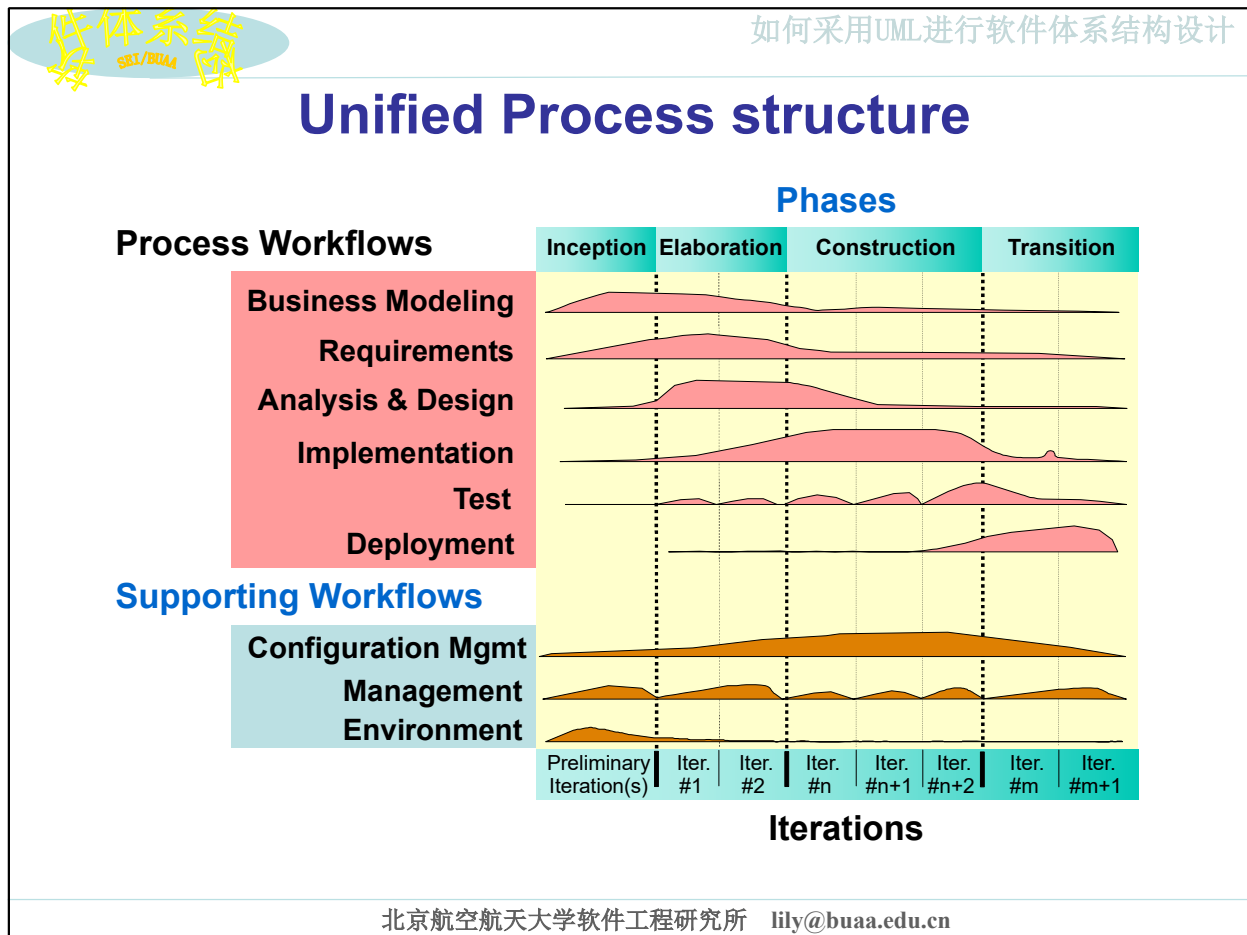 件体系结
SEI/BUAA
如何采用UML进行软件体系结构设计
Unified Process structure
Phases
Process Workflows
Inception Elaboration Construction Transition
Business Modeling
Requirements
Analysis & Design
Implementation
Test
Deployment
Supporting Workflows
Configuration Mgmt
Management
Environment
Preliminary Iteration(s)
Iter. #1
Iter. #2
Iter. #n
Iter. #n+1
Iter. #n+2
Iter. #m
Iter. #m+1
Iterations
北京航空航天大学软件工程研究所 lily@buaa.edu.cn